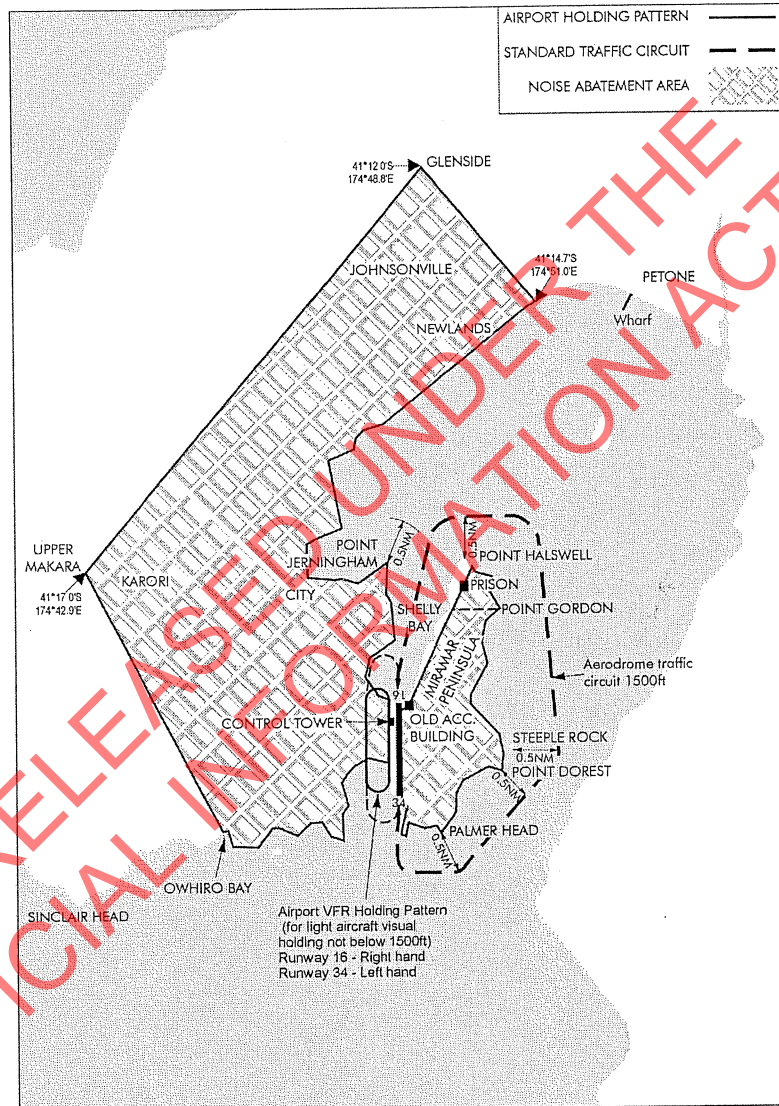 AIRPORT HOLDING PATTERN
STANDARD TRAFFIC CIRCUIT
NOISE ABATEMENT AREA
41°12 0'S
174°48.8'E
GLENSIDE
41°14.7'S
174°51.0'E
JOHNSONVILLE
PETONE
Wharf
NEWLANDS
UPPER
MAKARA
41°17 0'S
174°42.9'E
KARORI
POINT
JERNINGHAM
CITY
0.5NM
0.5NM
POINT HALSWELL
PRISON
SHELLY
BAY
POINT GORDON
MIRAMAR
PENINSULA
Aerodrome traffic
circuit 1500ft
16
CONTROL TOWER
OLD ACC.
BUILDING
STEEPLE ROCK
0.5NM
POINT DOREST
0.5NM
34
PALMER HEAD
0.5NM
OWHIRO BAY
SINCLAIR HEAD
Airport VFR Holding Pattern
(for light aircraft visual
holding not below 1500ft)
Runway 16 - Right hand
Runway 34 - Left hand
RELEASED UNDER THE
ICIAL INFORMATION ACT